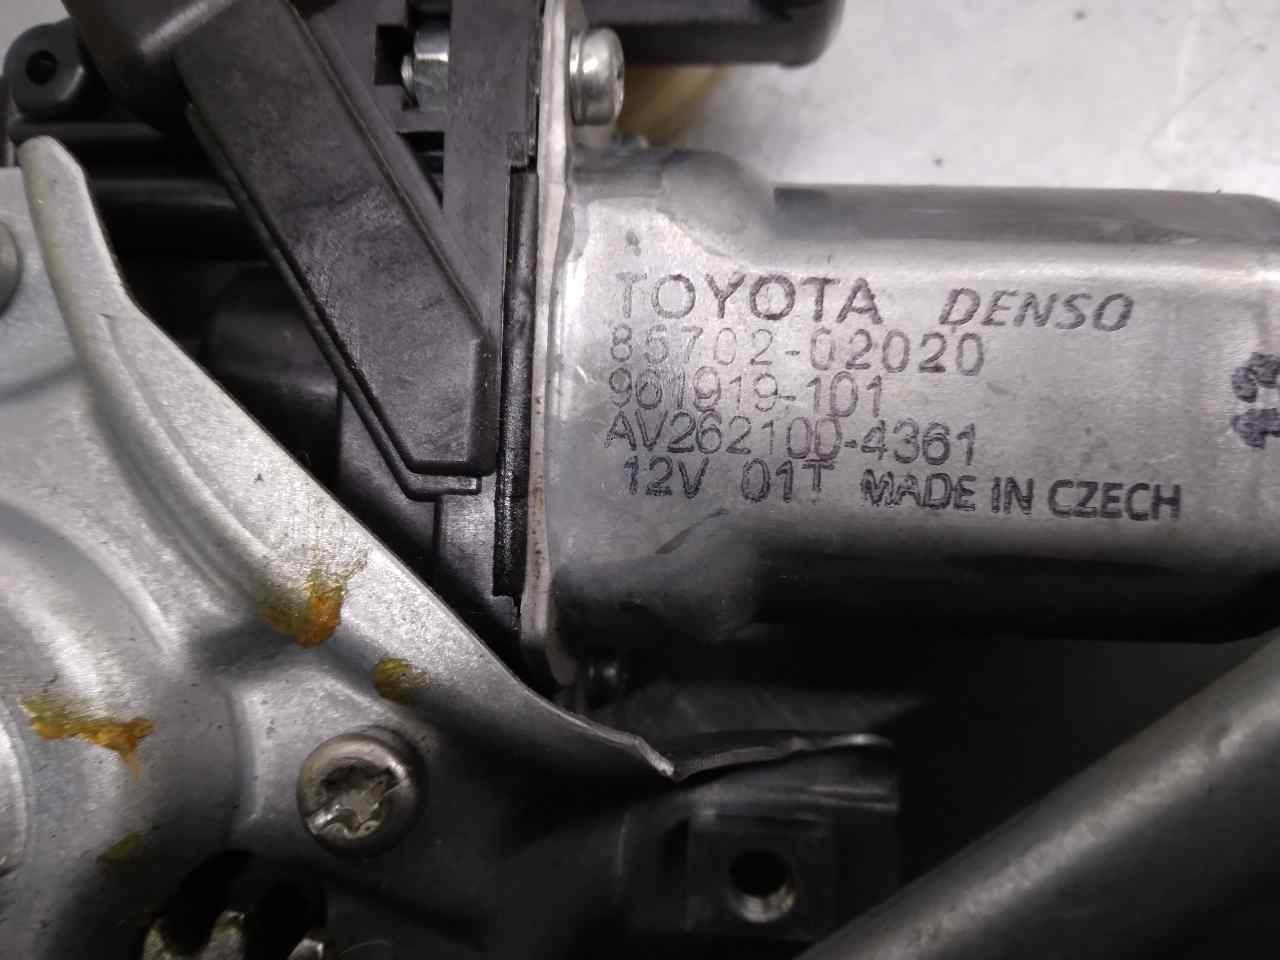 TOYOTA DENSO
85702-02020
961919-101
AV262100-4361
12V 01T MADE IN CZECH